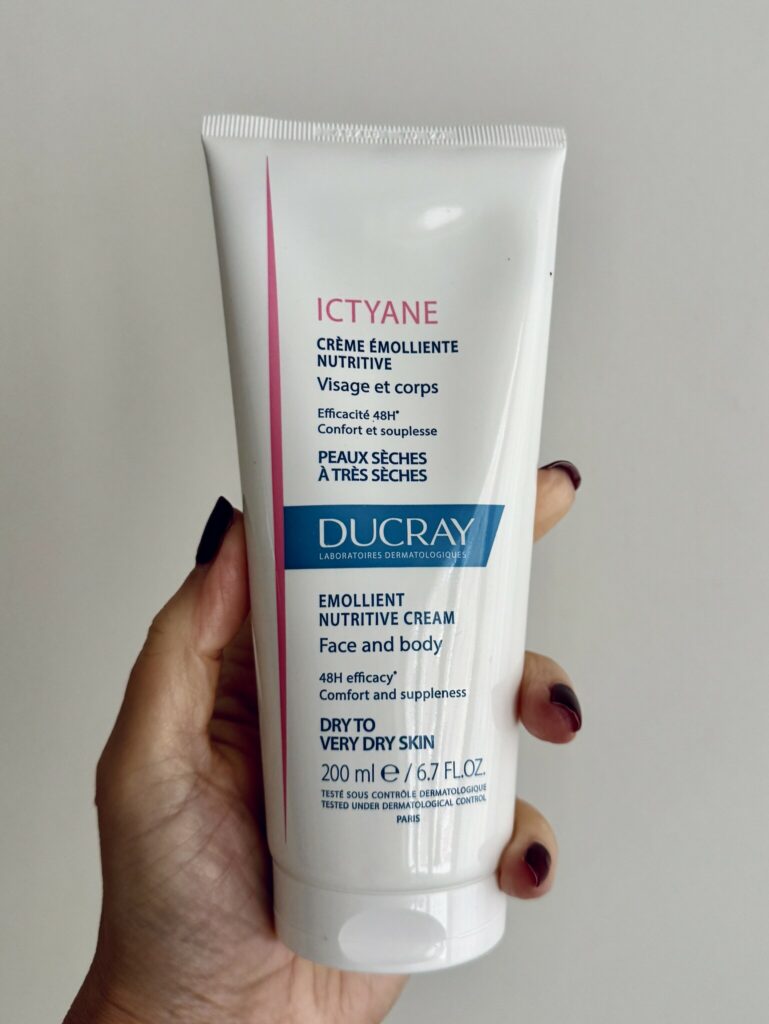 ICTYANE
CRÈME ÉMOLLIENTE
NUTRITIVE
Visage et corps
Efficacité 48H*
Confort et souplesse
PEAUX SÈCHES
À TRÈS SÈCHES
DUCRAY
LABORATOIRES DERMATOLOGIQUES
EMOLLIENT
NUTRITIVE CREAM
Face and body
48H efficacy*
Comfort and suppleness
DRY TO
VERY DRY SKIN
200 ml e / 6.7 FL.OZ.
TESTÉ SOUS CONTRÔLE DERMATOLOGIQUE
TESTED UNDER DERMATOLOGICAL CONTROL
PARIS